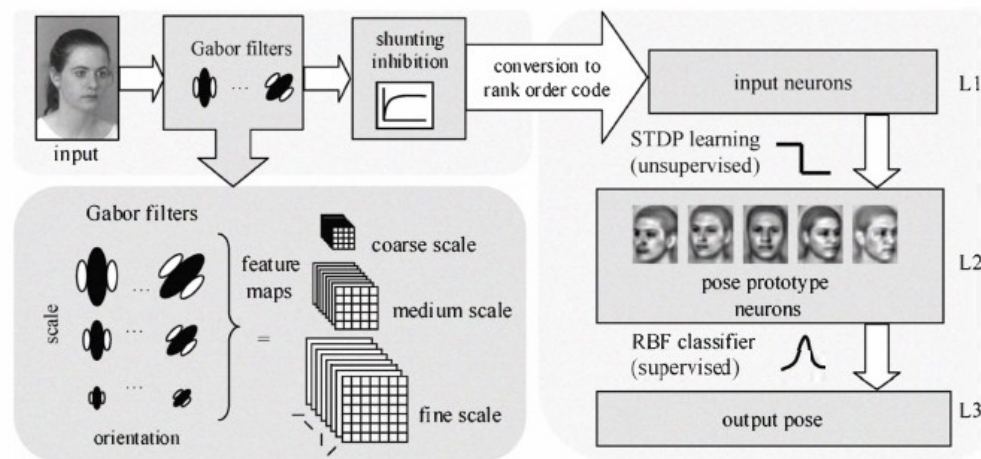 input
Gabor filters
...
shunting
inhibition
conversion to
rank order code
input neurons
L1
STDP learning
(unsupervised)
pose prototype
neurons
L2
RBF classifier
(supervised)
output pose
L3
Gabor filters
scale
...
...
...
orientation
feature
maps
=
coarse scale
medium scale
fine scale